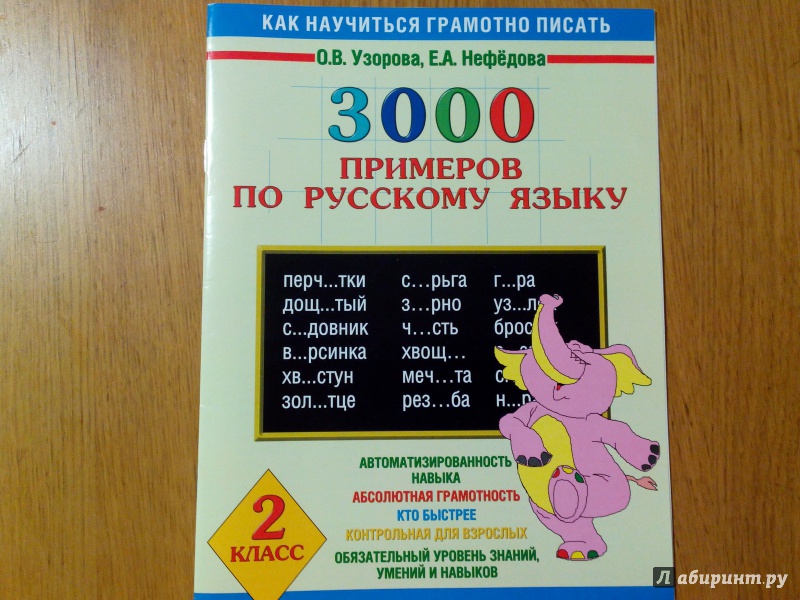 КАК НАУЧИТЬСЯ ГРАМОТНО ПИСАТЬ
О.В. Узорова, Е.А. Нефёдова
3000
ПРИМЕРОВ
ПО РУССКОМУ ЯЗЫКУ
перч...тки с...рьга г...ра
дощ...тый з...рно
с...довник ч...сть
в...рсинка хвощ...
хв...стун меч...та
зол...тце рез...ба
АВТОМАТИЗИРОВАННОСТЬ
НАВЫКА
АБСОЛЮТНАЯ ГРАМОТНОСТЬ
КТО БЫСТРЕЕ
КОНТРОЛЬНАЯ ДЛЯ ВЗРОСЛЫХ
ОБЯЗАТЕЛЬНЫЙ УРОВЕНЬ ЗНАНИЙ,
УМЕНИЙ И НАВЫКОВ
2
КЛАСС
Лабиринт.ру